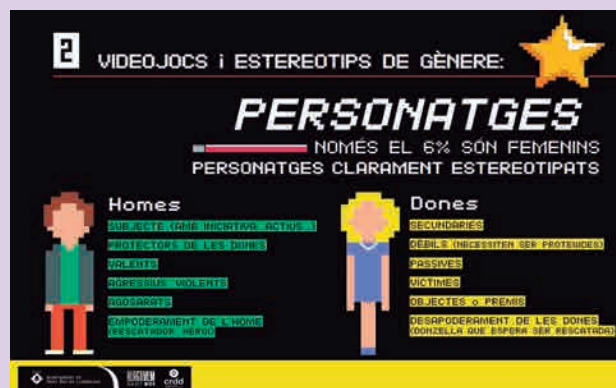 2 VIDEOJOCS i ESTEREOTIPS DE GÈNERE:
PERSONATGES
NOMÉS EL 6% SÓN FEMENINS
PERSONATGES CLARAMENT ESTEREOTIPATS
Homes
SUBJECTE (AMB INICIATIVA, ACTIUS...)
PROTECTORS DE LES DONES
VALENTS
AGRESSIUS, VIOLENTS
AGOSARATS
EMPODERAMENT DE L'HOME
(RESCATADOR, HEROI)
Dones
SECUNDÀRIES
DÈBILS (NECESSITEN SER PROTEGIDES)
PASSIVES
VÍCTIMES
OBJECTES o PREMIS
DESAPODERAMENT DE LES DONES
(DONZELLA QUE ESPERA SER RESCATADA)